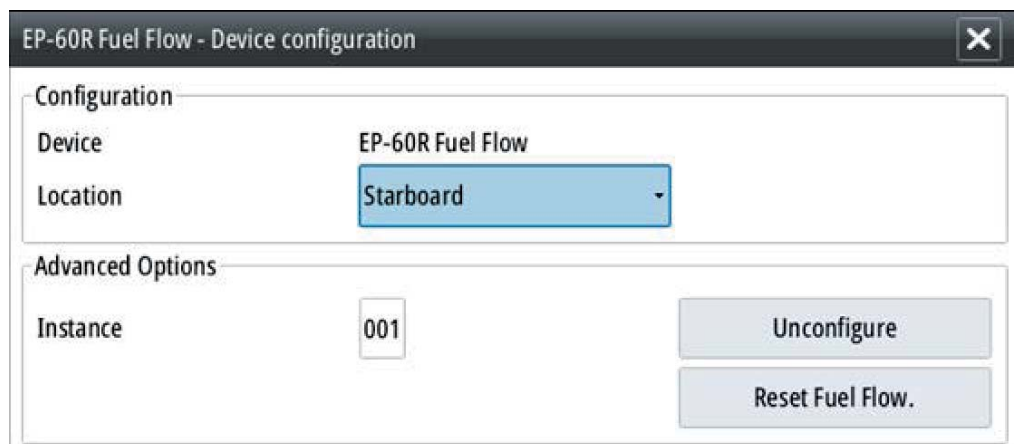 EP-60R Fuel Flow - Device configuration
Configuration
Device EP-60R Fuel Flow
Location Starboard
Advanced Options
Instance 001 Unconfigure
Reset Fuel Flow.